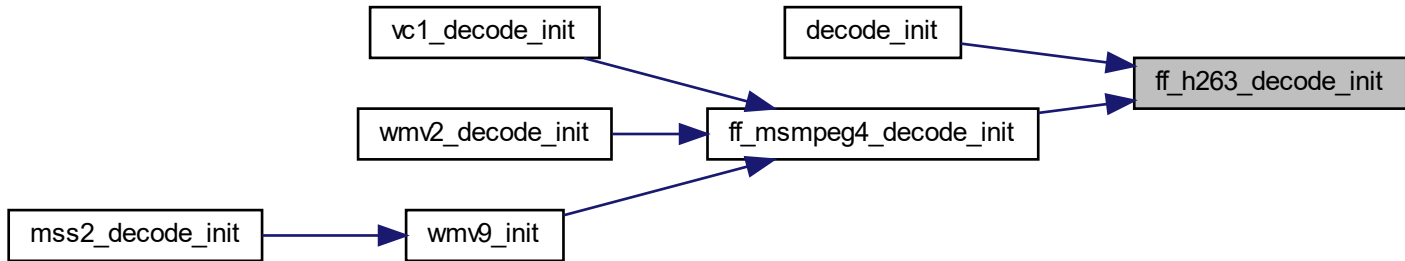 vc1_decode_init
decode_init
ff_h263_decode_init
wmv2_decode_init
ff_msmpeg4_decode_init
mss2_decode_init
wmv9_init